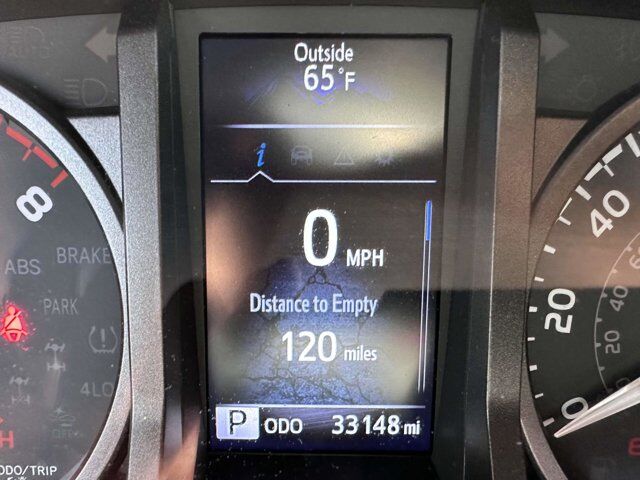 Outside
65°F
i
0 MPH
Distance to Empty
120 miles
P ODO 33148 mi
8
ABS
BRAKE
PARK
4LO
OFF
H
ODO/TRIP
40
20
0